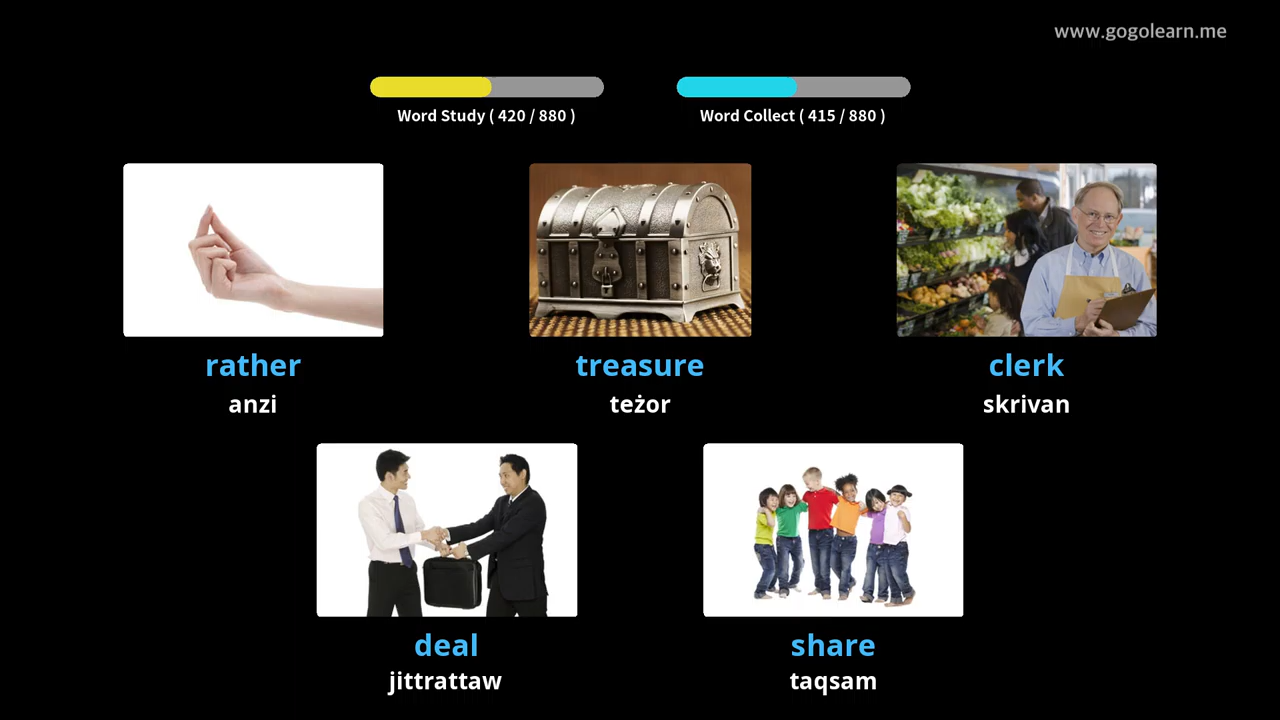 www.gogolearn.me
Word Study ( 420 / 880 )
Word Collect ( 415 / 880 )
rather
anzi
treasure
teżor
clerk
skrivan
deal
jittrattaw
share
taqsam